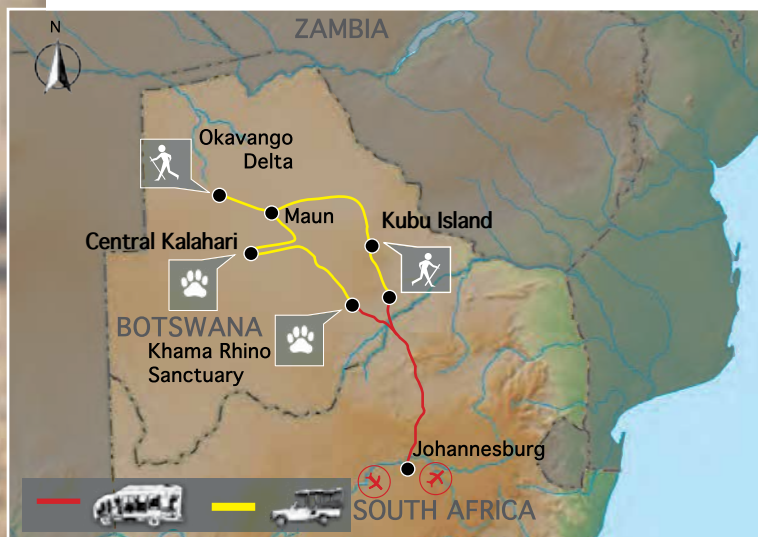 ZAMBIA
N
Okavango
Delta
Maun
Kubu Island
Central Kalahari
BOTSWANA
Khama Rhino
Sanctuary
Johannesburg
SOUTH AFRICA